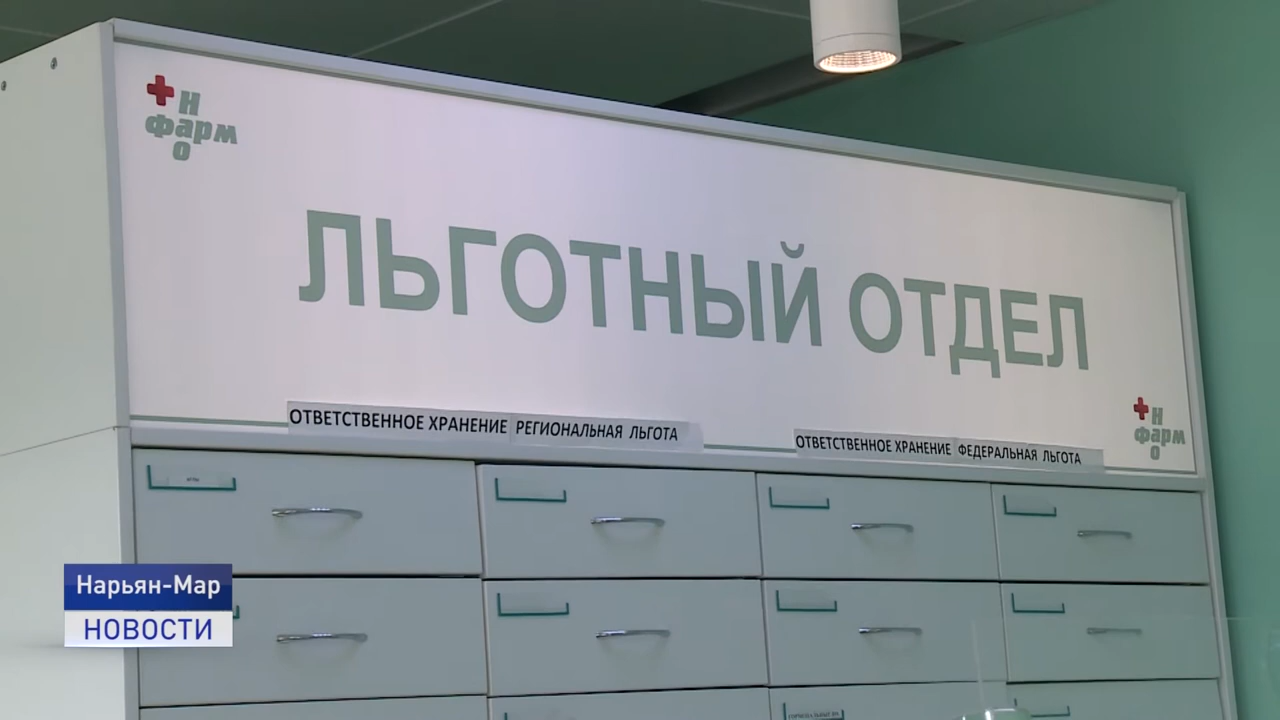 Н
фарм
О
ЛЬГОТНЫЙ ОТДЕЛ
Н
фарм
О
ОТВЕТСТВЕННОЕ ХРАНЕНИЕ РЕГИОНАЛЬНАЯ ЛЬГОТА
ОТВЕТСТВЕННОЕ ХРАНЕНИЕ ФЕДЕРАЛЬНАЯ ЛЬГОТА
Нарьян-Мар
НОВОСТИ